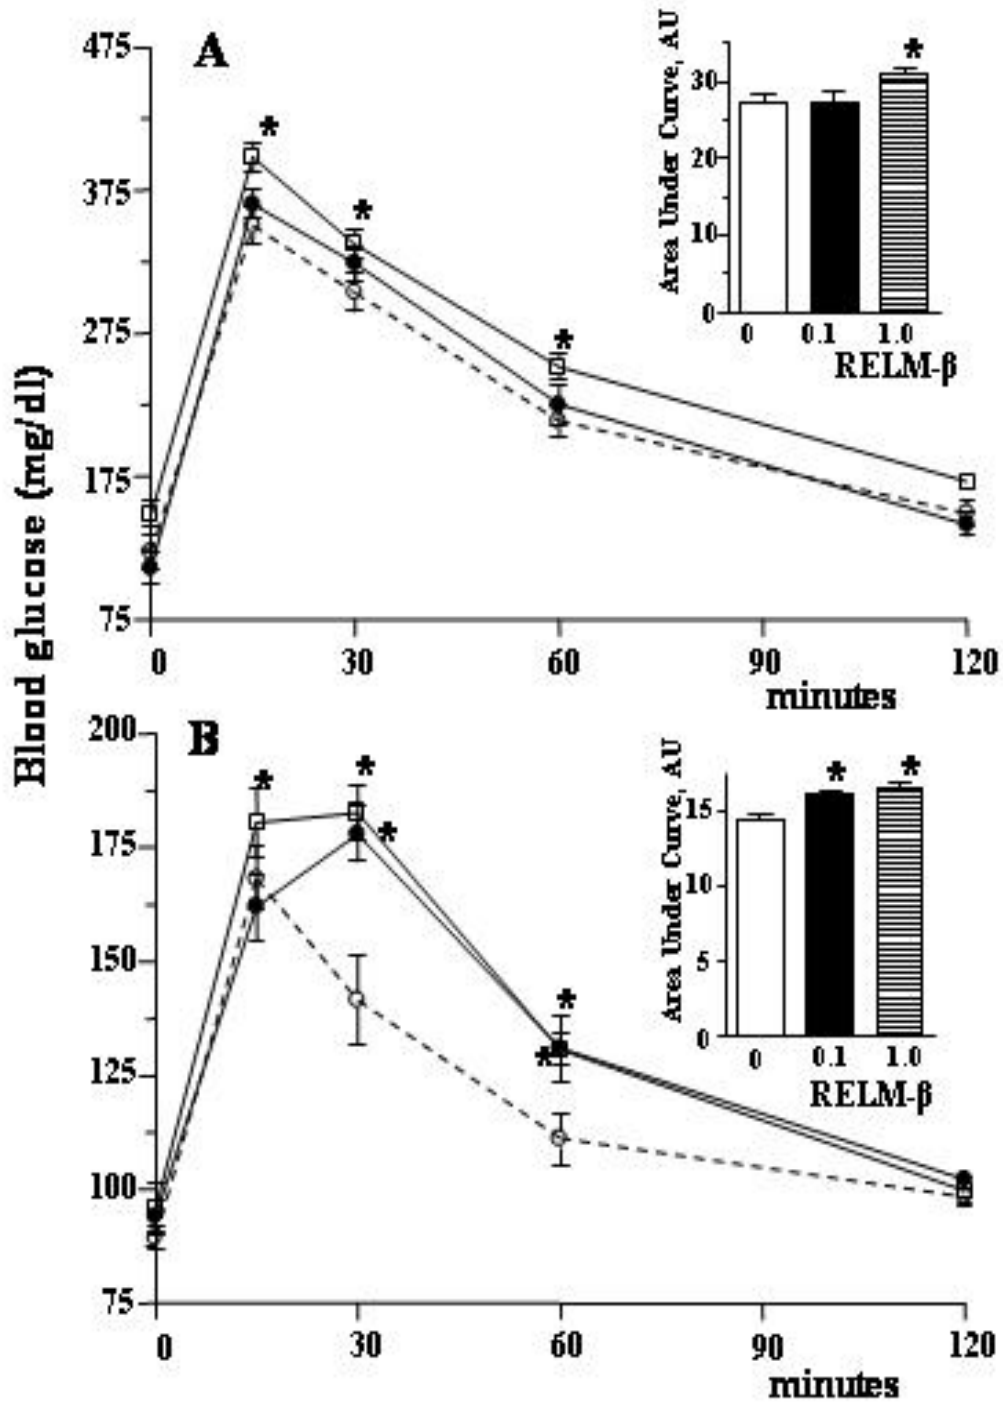 A
475
375
275
175
75
0 30 60 90 120
minutes
*
*
*
Area Under Curve, AU
30
20
10
0
*
0 0.1 1.0
RELM-β
Blood glucose (mg/dl)
B
200
175
150
125
100
75
0 30 60 90 120
minutes
*
*
*
*
*
Area Under Curve, AU
15
10
5
0
* *
0 0.1 1.0
RELM-β